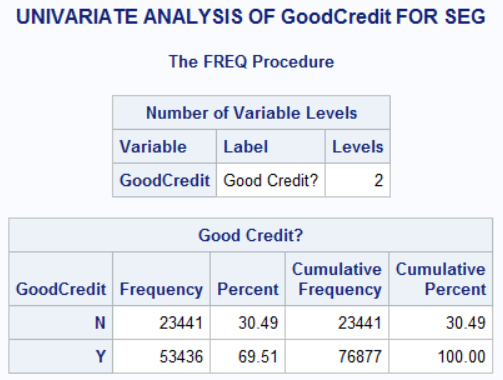 UNIVARIATE ANALYSIS OF GoodCredit FOR SEG
The FREQ Procedure
Number of Variable Levels
Variable Label Levels
GoodCredit Good Credit? 2
Good Credit?
GoodCredit Frequency Percent Cumulative Frequency Cumulative Percent
N 23441 30.49 23441 30.49
Y 53436 69.51 76877 100.00